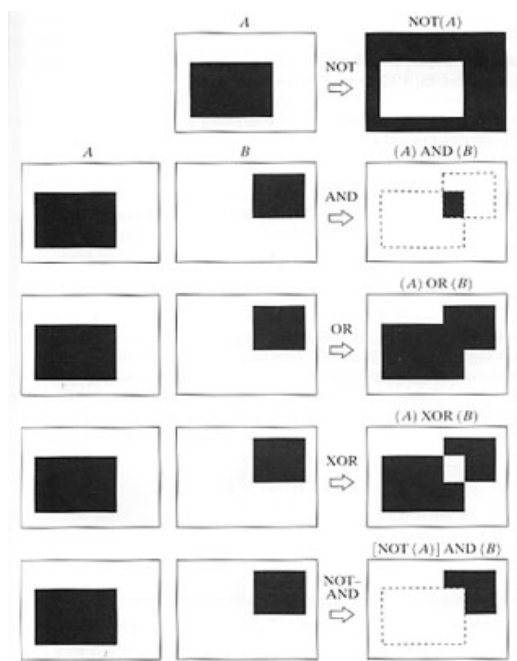 A
NOT(A)
NOT
A
B
(A) AND (B)
AND
(A) OR (B)
OR
(A) XOR (B)
XOR
[NOT (A)] AND (B)
NOT–
AND